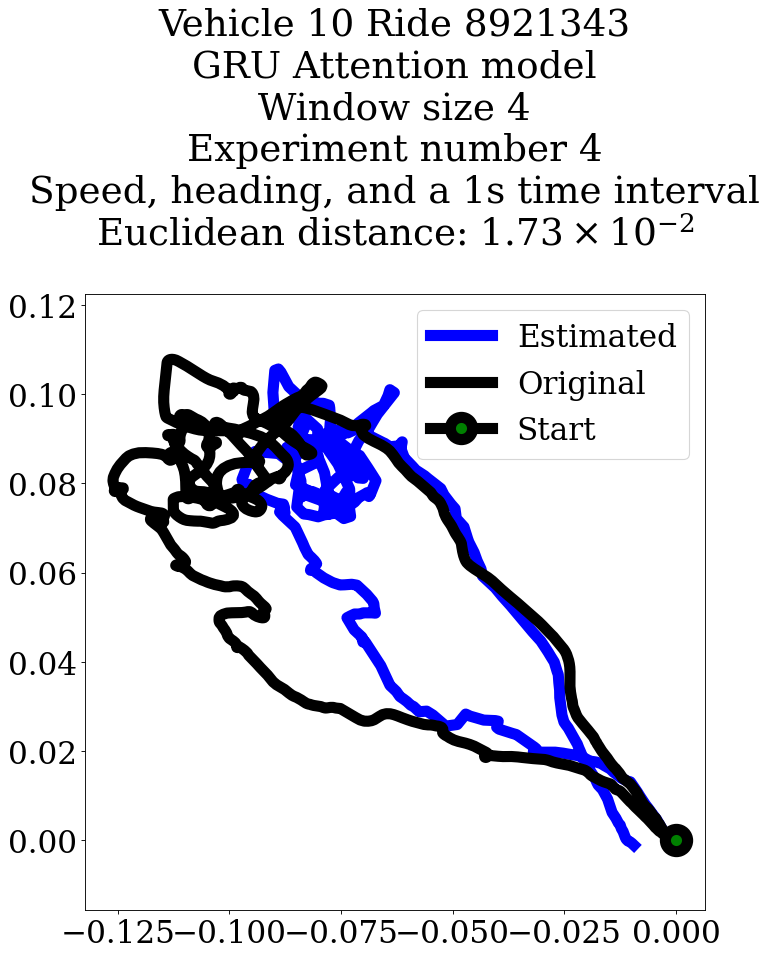 Vehicle 10 Ride 8921343
GRU Attention model
Window size 4
Experiment number 4
Speed, heading, and a 1s time interval
Euclidean distance: 1.73 × 10⁻²
0.12
0.10
0.08
0.06
0.04
0.02
0.00
Estimated
Original
Start
−0.125 −0.100 −0.075 −0.050 −0.025 0.000